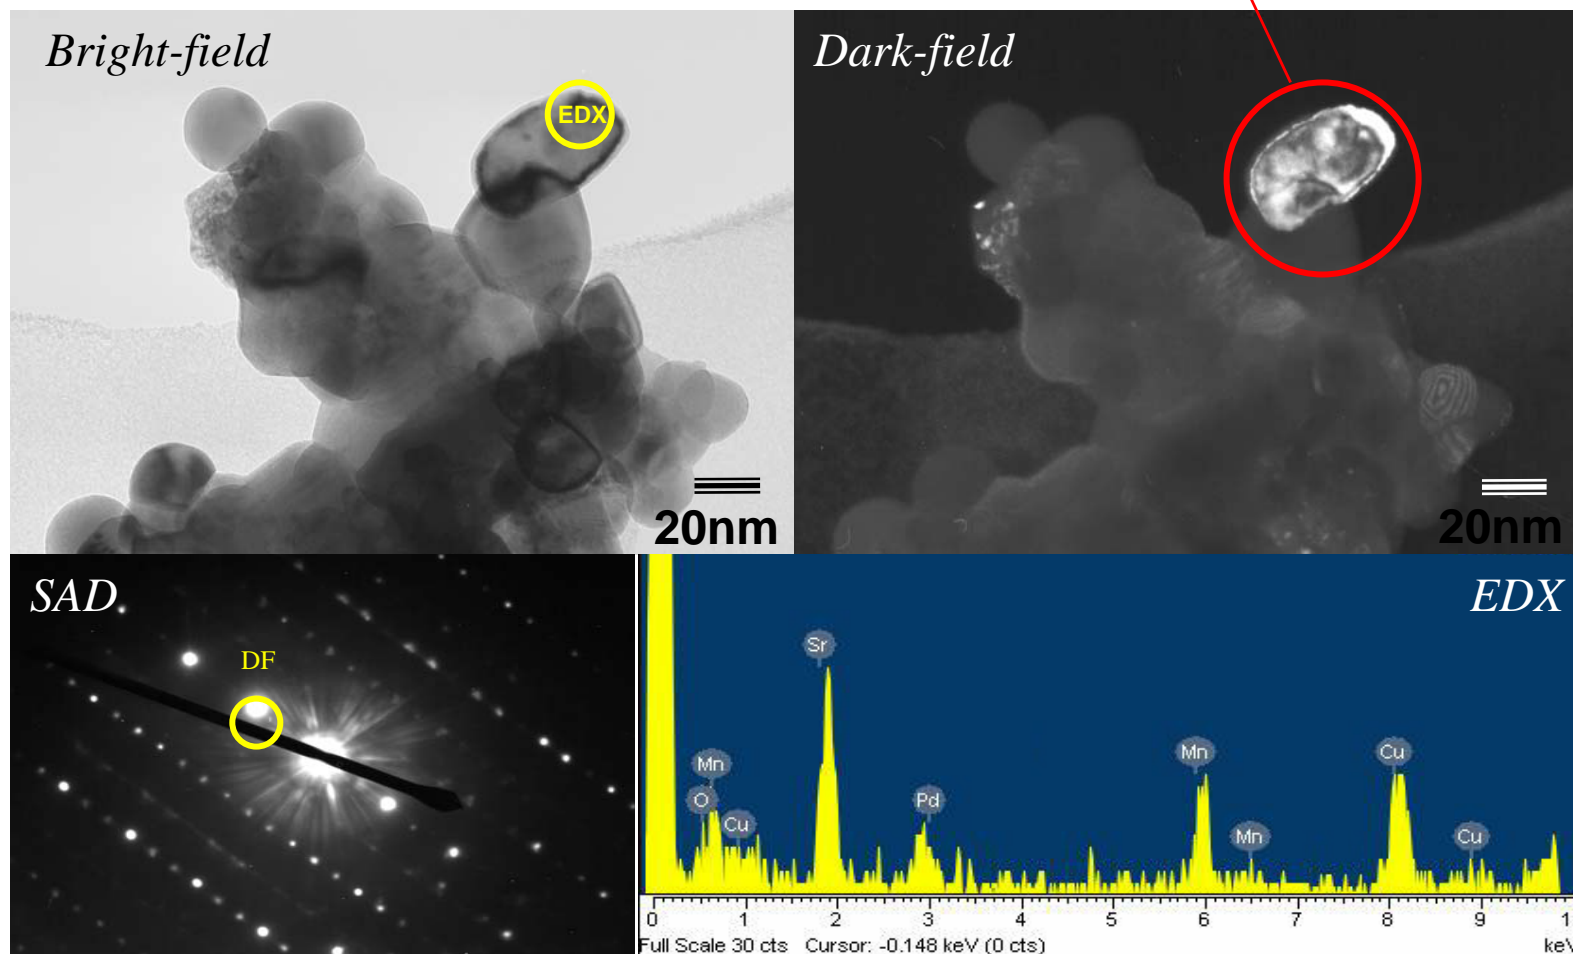 Bright-field
EDX
20nm
Dark-field
20nm
SAD
DF
EDX
Sr
Mn
O
Cu
Pd
Mn
Mn
Cu
Cu
0 1 2 3 4 5 6 7 8 9 1
Full Scale 30 cts Cursor: -0.148 keV (0 cts)
keV